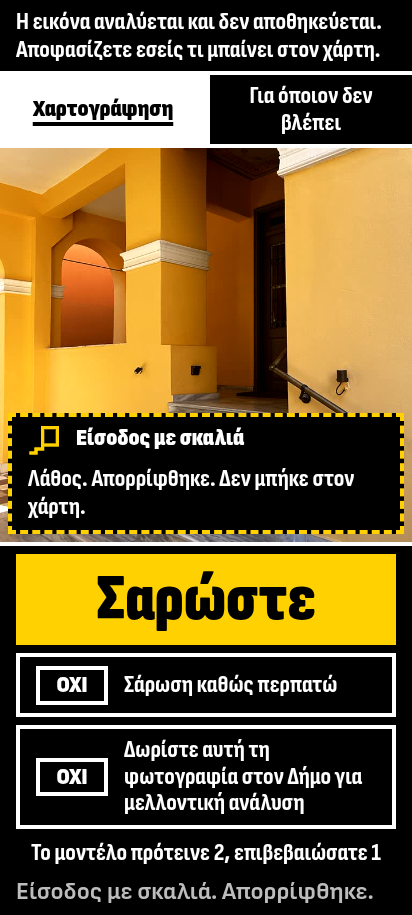 Η εικόνα αναλύεται και δεν αποθηκεύεται.
Αποφασίζετε εσείς τι μπαίνει στον χάρτη.
Χαρτογράφηση
Για όποιον δεν
βλέπει
Είσοδος με σκαλιά
Λάθος. Απορρίφθηκε. Δεν μπήκε στον
χάρτη.
Σαρώστε
ΟΧΙ
Σάρωση καθώς περπατώ
ΟΧΙ
Δωρίστε αυτή τη
φωτογραφία στον Δήμο για
μελλοντική ανάλυση
Το μοντέλο πρότεινε 2, επιβεβαιώσατε 1
Είσοδος με σκαλιά. Απορρίφθηκε.